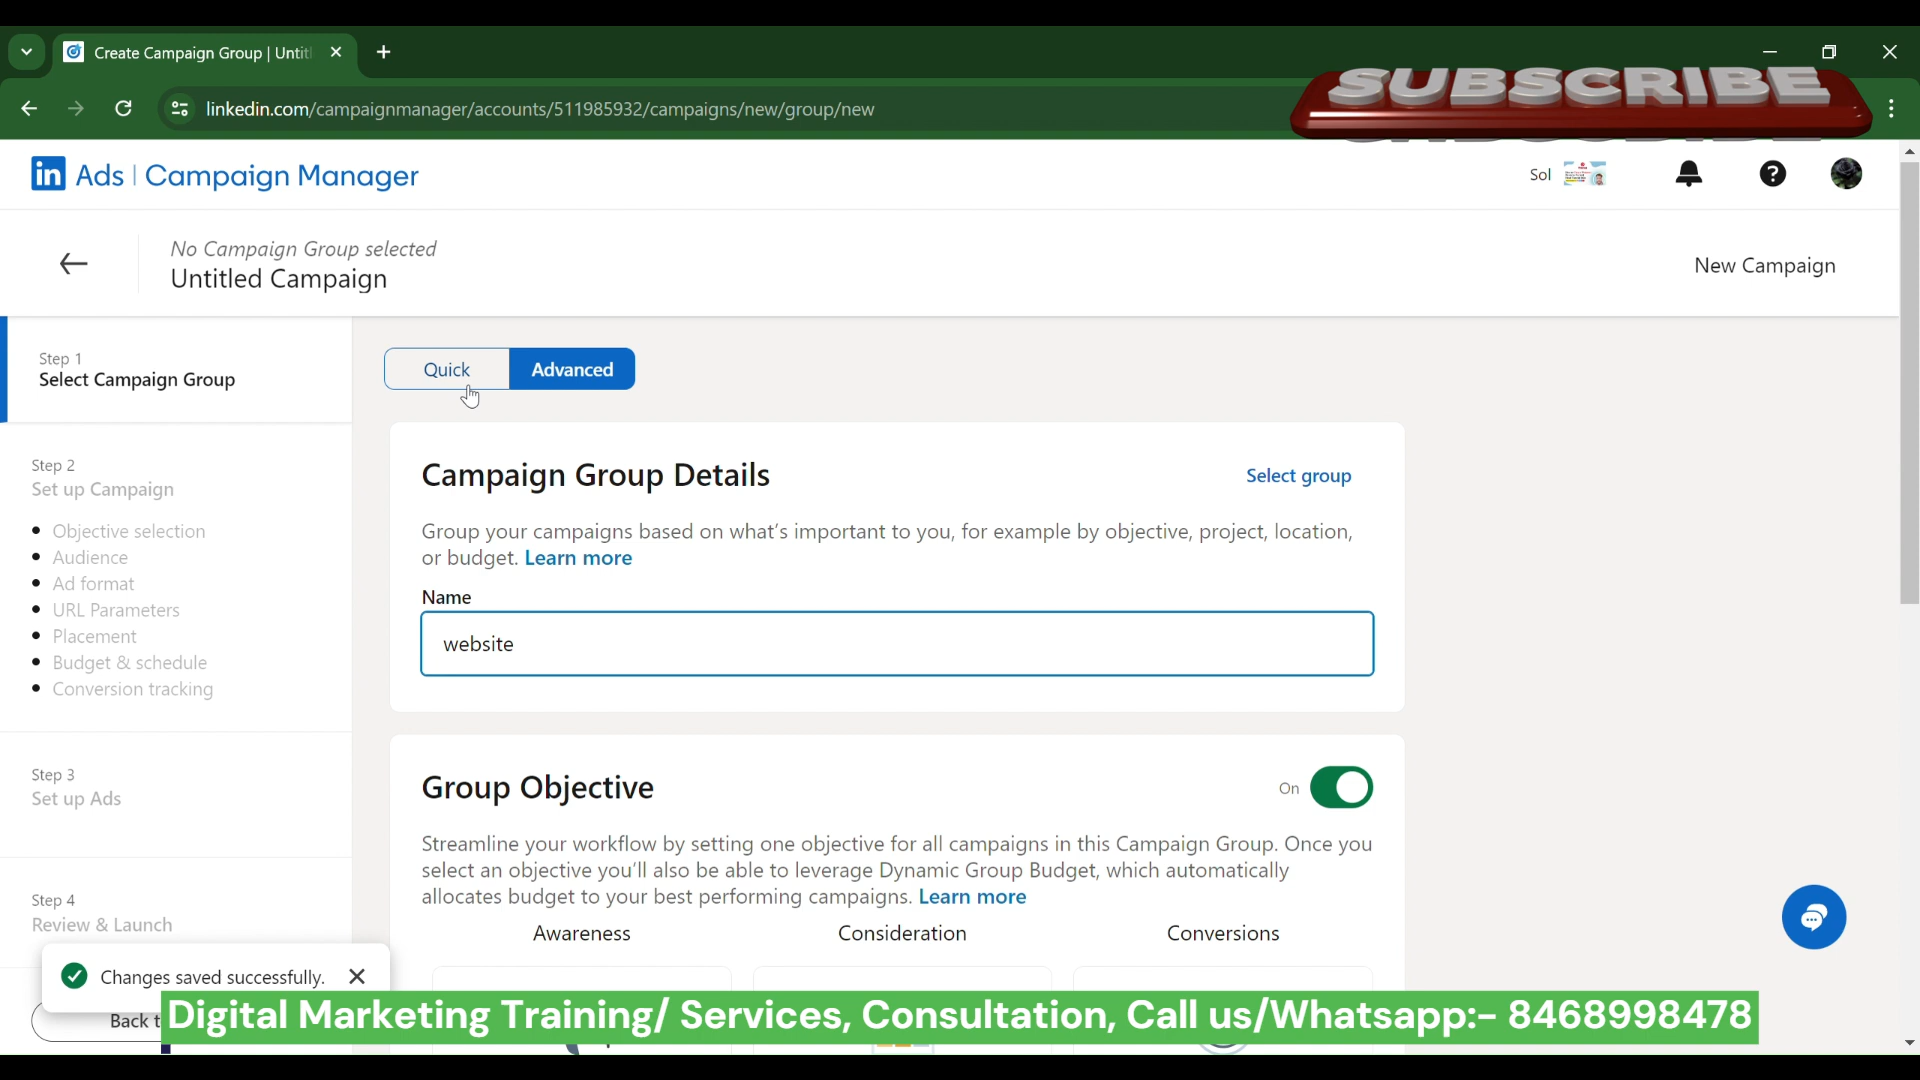 Create Campaign Group | Untit
linkedin.com/campaignmanager/accounts/511985932/campaigns/new/group/new
SUBSCRIBE
in Ads | Campaign Manager
Sol
No Campaign Group selected
Untitled Campaign
New Campaign
Step 1
Select Campaign Group
Quick
Advanced
Step 2
Set up Campaign
Objective selection
Audience
Ad format
URL Parameters
Placement
Budget & schedule
Conversion tracking
Step 3
Set up Ads
Step 4
Review & Launch
Campaign Group Details
Select group
Group your campaigns based on what's important to you, for example by objective, project, location,
or budget. Learn more
Name
website
Group Objective
On
Streamline your workflow by setting one objective for all campaigns in this Campaign Group. Once you
select an objective you'll also be able to leverage Dynamic Group Budget, which automatically
allocates budget to your best performing campaigns. Learn more
Awareness
Consideration
Conversions
Changes saved successfully.
Back t
Digital Marketing Training/ Services, Consultation, Call us/Whatsapp:- 8468998478